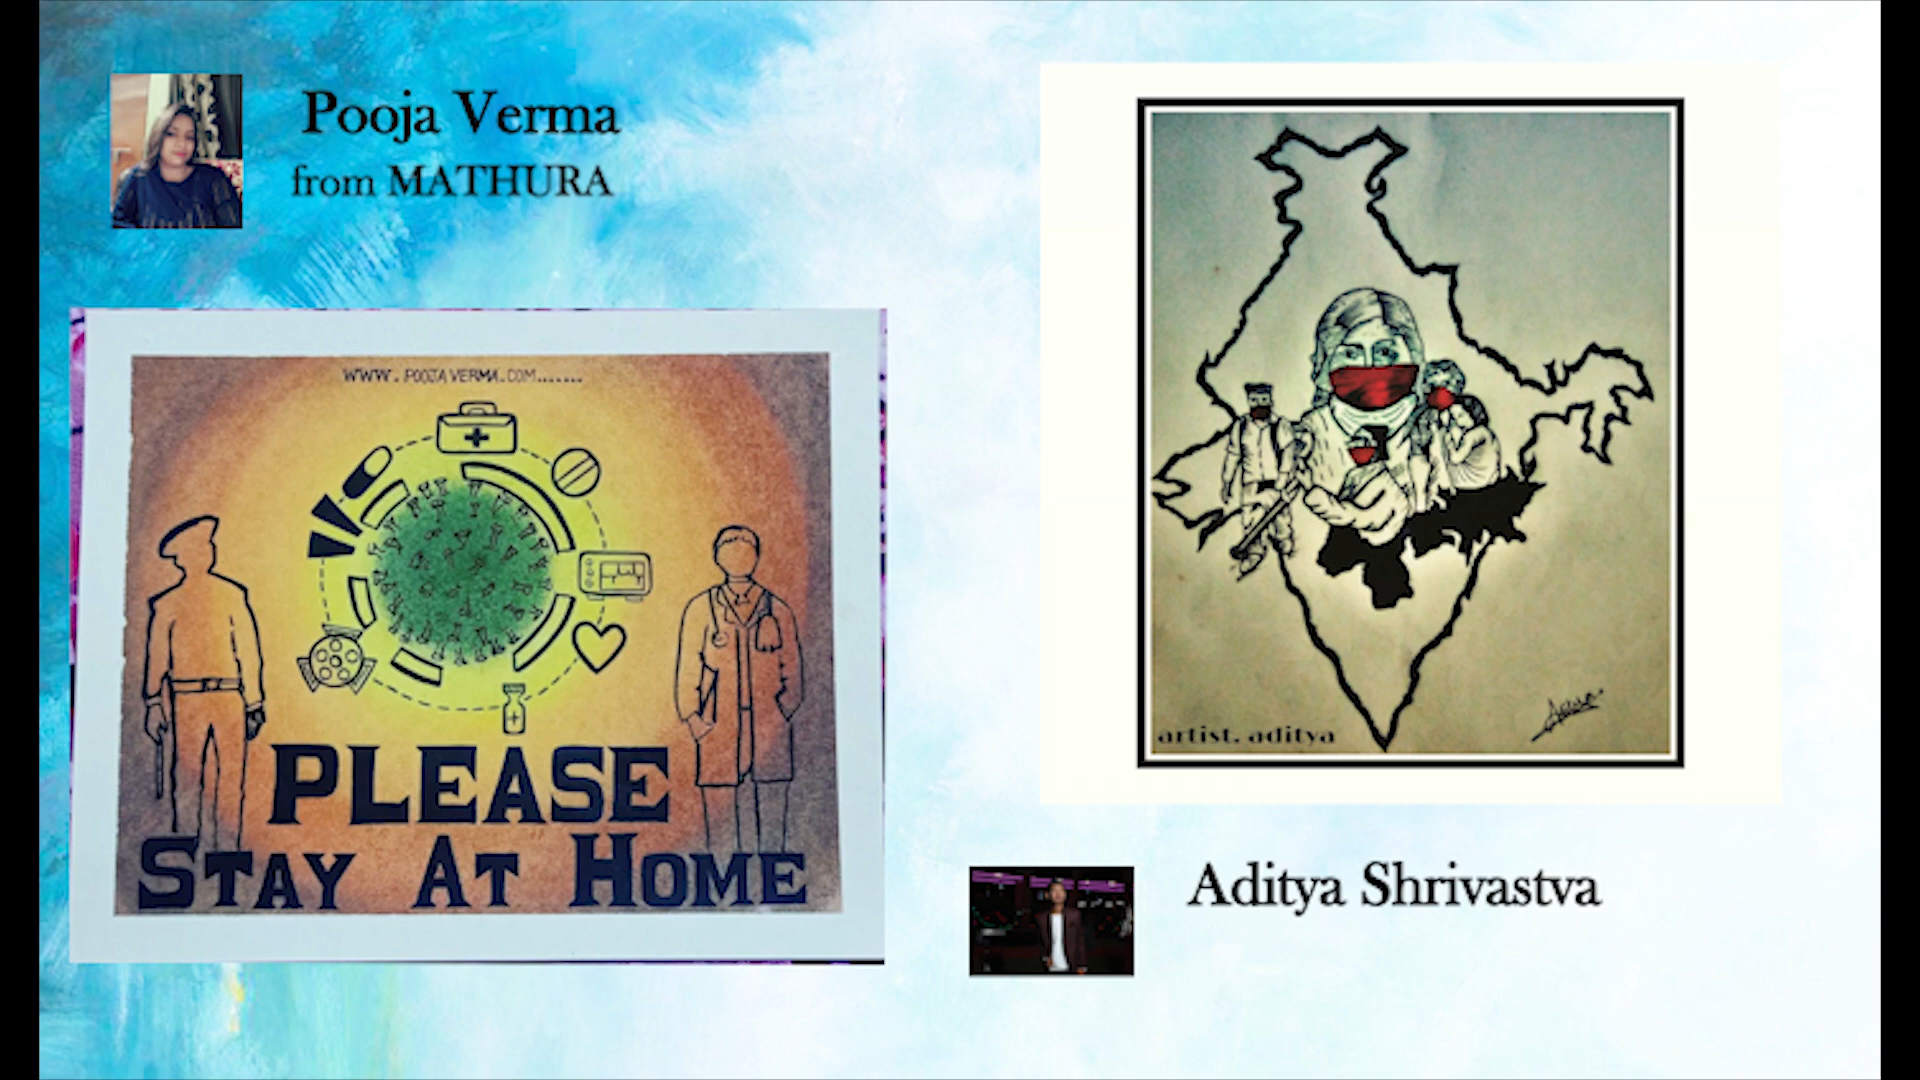 Pooja Verma
from MATHURA
WWW.POOJAVERMA.COM.......
PLEASE
STAY AT HOME
artist. aditya
Aditya Shrivastva